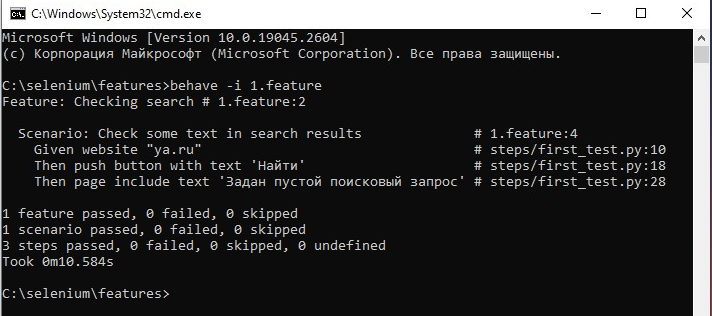 C:\Windows\System32\cmd.exe
Microsoft Windows [Version 10.0.19045.2604]
(c) Корпорация Майкрософт (Microsoft Corporation). Все права защищены.
C:\selenium\features>behave -i 1.feature
Feature: Checking search # 1.feature:2
Scenario: Check some text in search results # 1.feature:4
Given website "ya.ru" # steps/first_test.py:10
Then push button with text 'Найти' # steps/first_test.py:18
Then page include text 'Задан пустой поисковый запрос' # steps/first_test.py:28
1 feature passed, 0 failed, 0 skipped
1 scenario passed, 0 failed, 0 skipped
3 steps passed, 0 failed, 0 skipped, 0 undefined
Took 0m10.584s
C:\selenium\features>